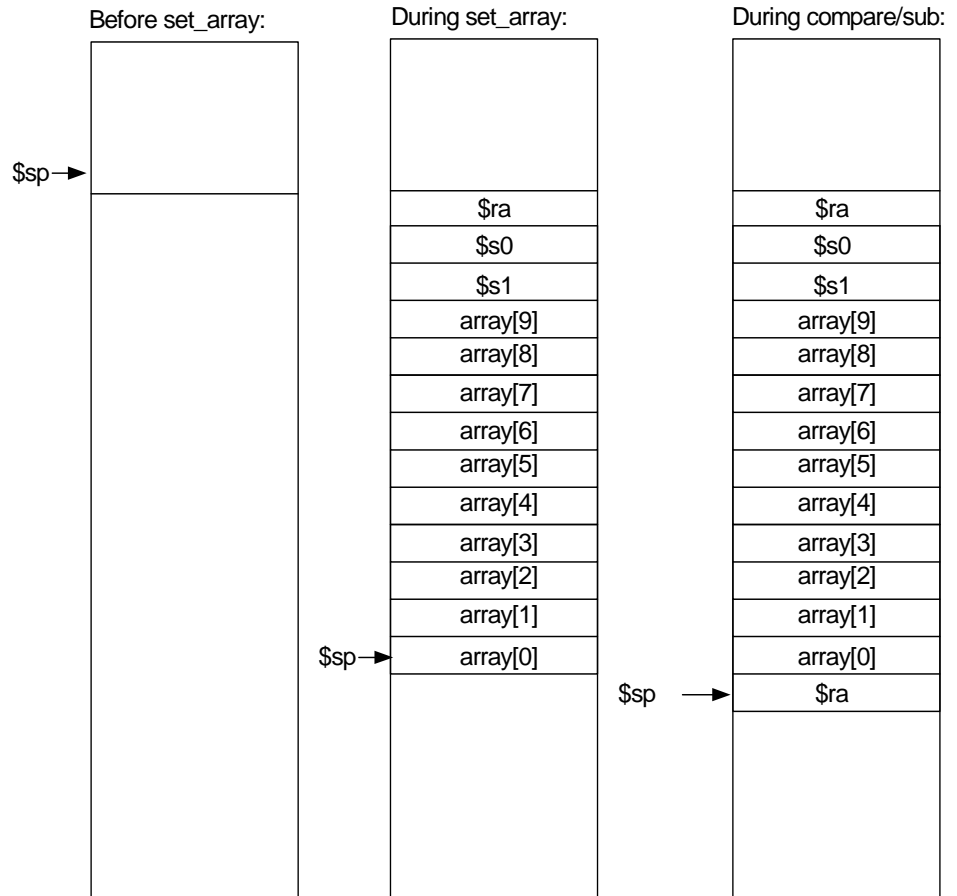 Before set_array:
$sp
During set_array:
$ra
$s0
$s1
array[9]
array[8]
array[7]
array[6]
array[5]
array[4]
array[3]
array[2]
array[1]
$sp
array[0]
During compare/sub:
$ra
$s0
$s1
array[9]
array[8]
array[7]
array[6]
array[5]
array[4]
array[3]
array[2]
array[1]
array[0]
$sp
$ra